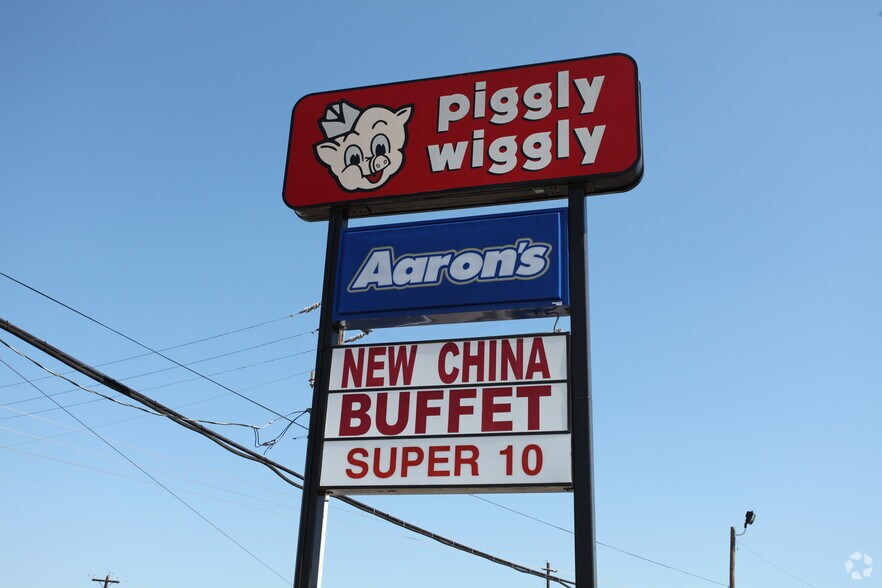 piggly
wiggly
Aaron's
NEW CHINA
BUFFET
SUPER 10